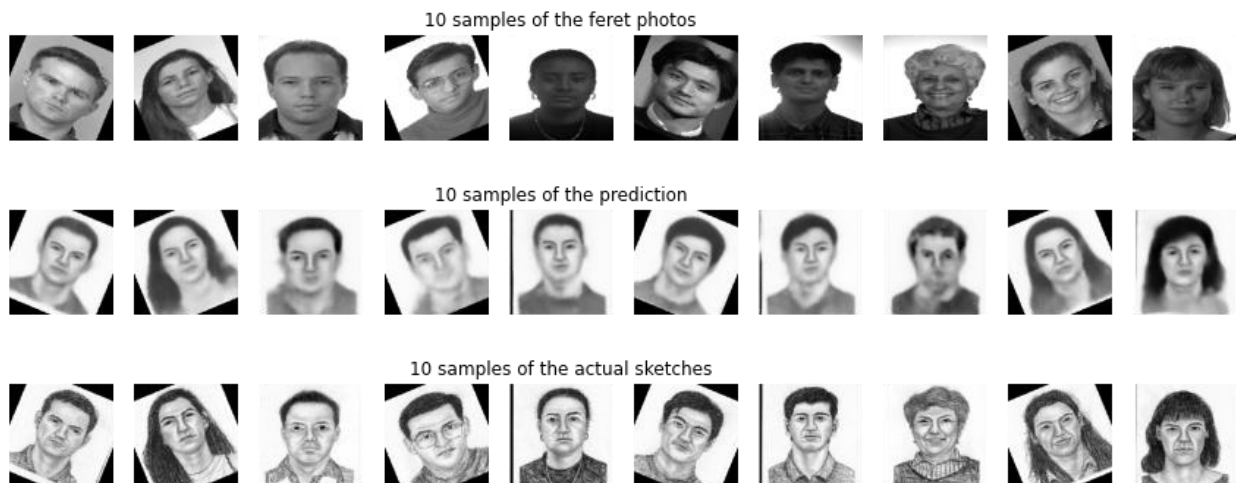 10 samples of the feret photos
10 samples of the prediction
10 samples of the actual sketches